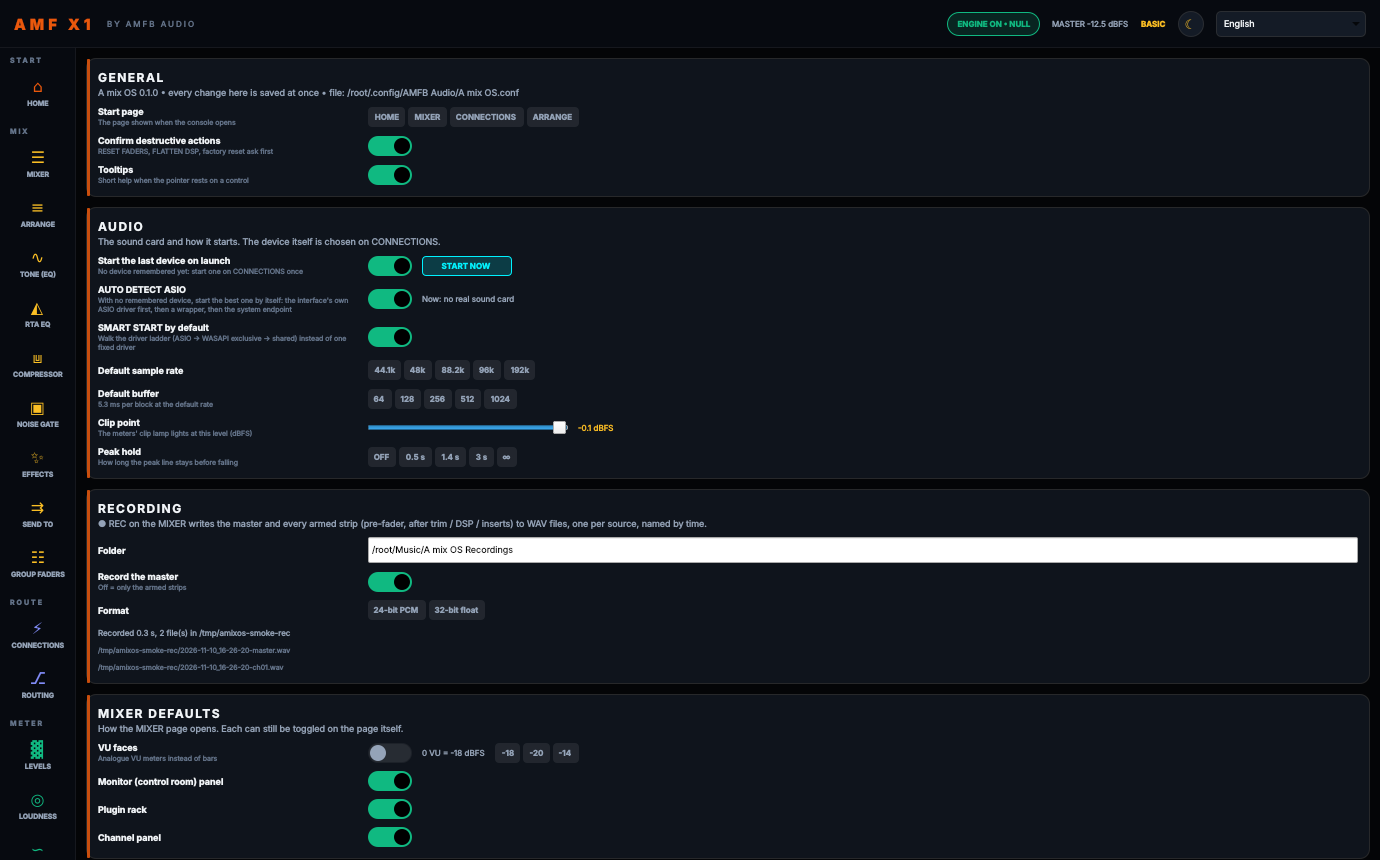 AMF X1 BY AMFB AUDIO ENGINE ON • NULL MASTER -12.5 dBFS BASIC English
START
HOME
MIX
MIXER
ARRANGE
TONE (EQ)
RTA EQ
COMPRESSOR
NOISE GATE
EFFECTS
SEND TO
GROUP FADERS
ROUTE
CONNECTIONS
ROUTING
METER
LEVELS
LOUDNESS
GENERAL
A mix OS 0.1.0 • every change here is saved at once • file: /root/.config/AMFB Audio/A mix OS.conf
Start page
The page shown when the console opens
HOME MIXER CONNECTIONS ARRANGE
Confirm destructive actions
RESET FADERS, FLATTEN DSP, factory reset ask first
Tooltips
Short help when the pointer rests on a control
AUDIO
The sound card and how it starts. The device itself is chosen on CONNECTIONS.
Start the last device on launch
No device remembered yet: start one on CONNECTIONS once
START NOW
AUTO DETECT ASIO
With no remembered device, start the best one by itself: the interface's own
ASIO driver first, then a wrapper, then the system endpoint
Now: no real sound card
SMART START by default
Walk the driver ladder (ASIO → WASAPI exclusive → shared) instead of one
fixed driver
Default sample rate
44.1k 48k 88.2k 96k 192k
Default buffer
5.3 ms per block at the default rate
64 128 256 512 1024
Clip point
The meters' clip lamp lights at this level (dBFS)
-0.1 dBFS
Peak hold
How long the peak line stays before falling
OFF 0.5 s 1.4 s 3 s ∞
RECORDING
● REC on the MIXER writes the master and every armed strip (pre-fader, after trim / DSP / inserts) to WAV files, one per source, named by time.
Folder
/root/Music/A mix OS Recordings
Record the master
Off = only the armed strips
Format
24-bit PCM 32-bit float
Recorded 0.3 s, 2 file(s) in /tmp/amixos-smoke-rec
/tmp/amixos-smoke-rec/2026-11-10_16-26-20-master.wav
/tmp/amixos-smoke-rec/2026-11-10_16-26-20-ch01.wav
MIXER DEFAULTS
How the MIXER page opens. Each can still be toggled on the page itself.
VU faces
Analogue VU meters instead of bars
0 VU = -18 dBFS -18 -20 -14
Monitor (control room) panel
Plugin rack
Channel panel